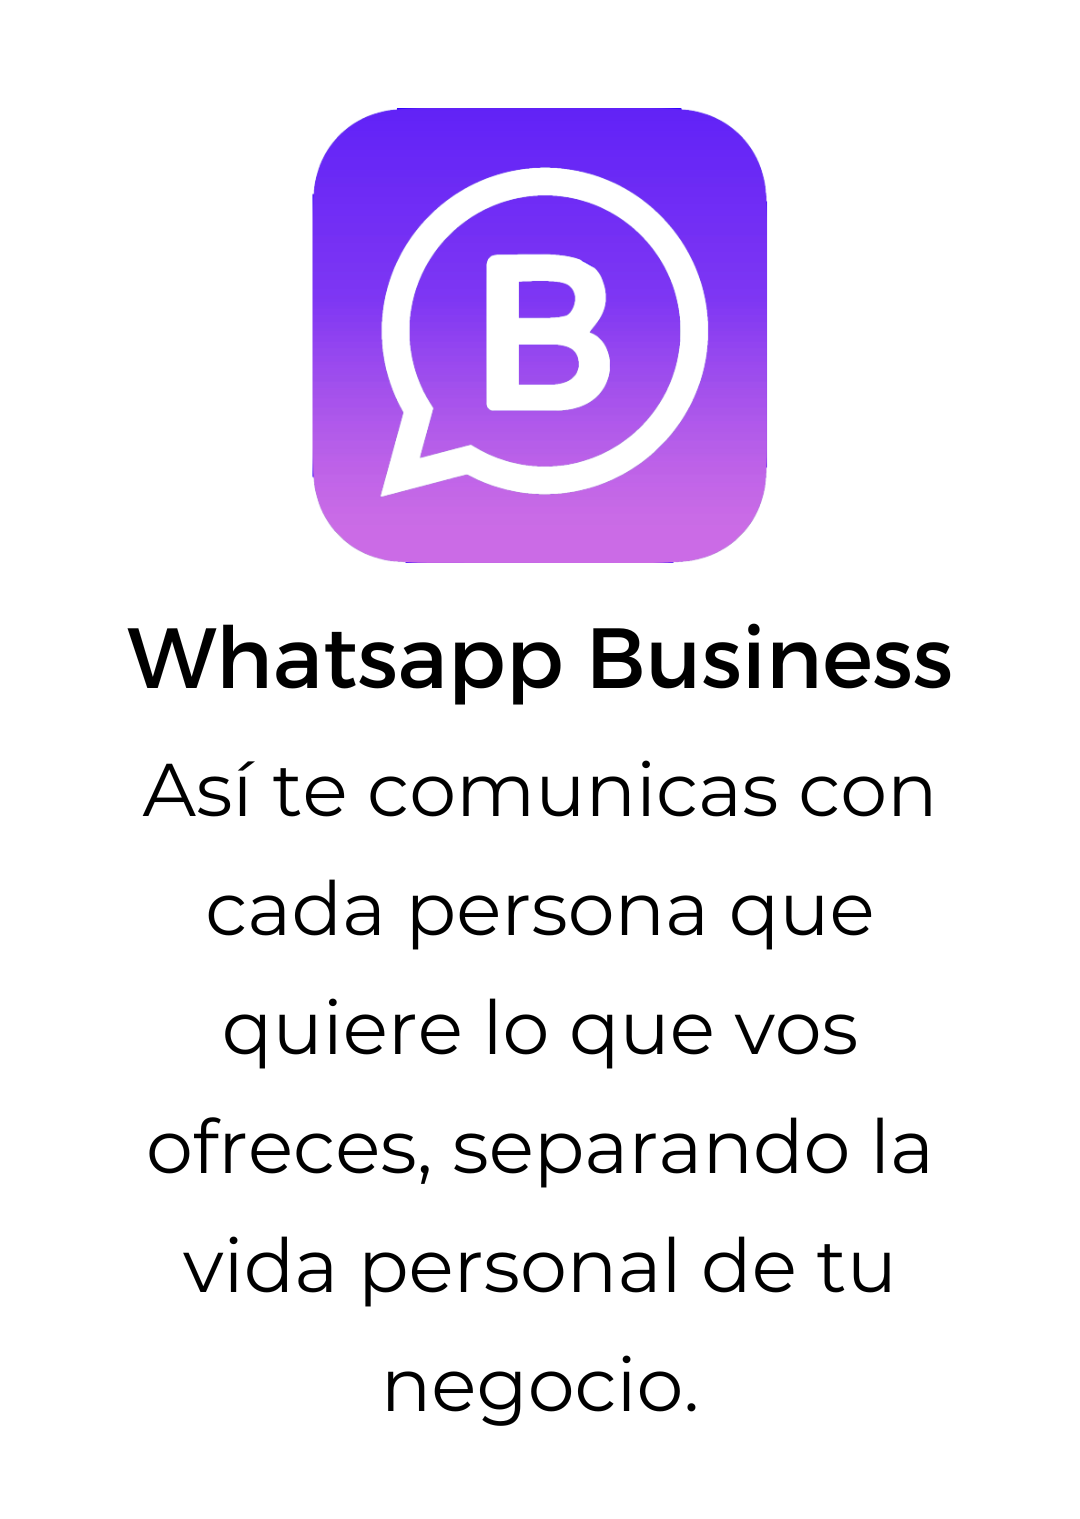 B
Whatsapp Business
Así te comunicas con
cada persona que
quiere lo que vos
ofreces, separando la
vida personal de tu
negocio.